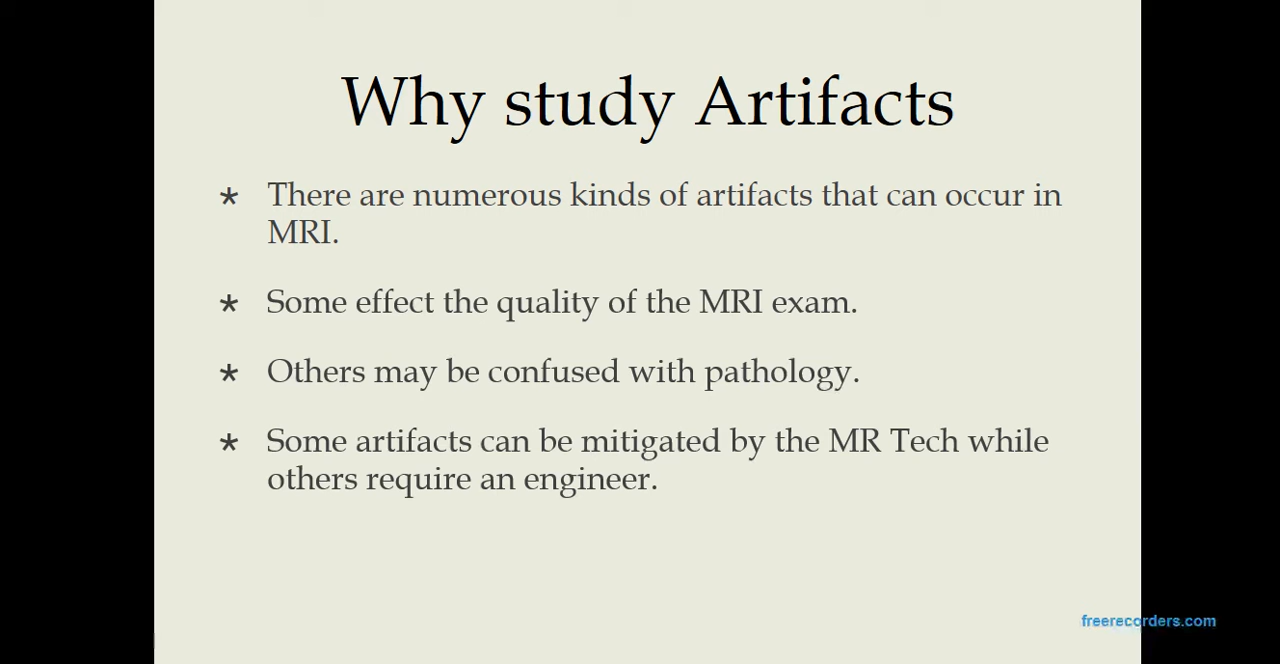 Why study Artifacts
* There are numerous kinds of artifacts that can occur in
MRI.
* Some effect the quality of the MRI exam.
* Others may be confused with pathology.
* Some artifacts can be mitigated by the MR Tech while
others require an engineer.
freerecorders.com